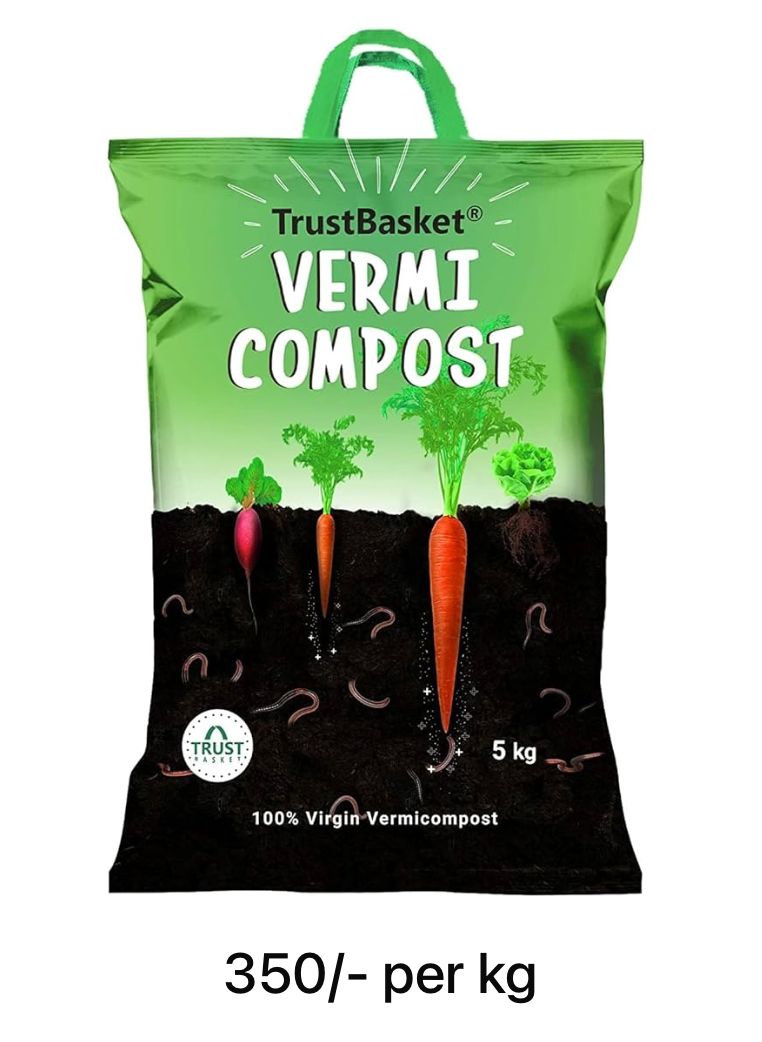 TrustBasket®
VERMI
COMPOST
TRUST
BASKET
5 kg
100% Virgin Vermicompost
350/- per kg